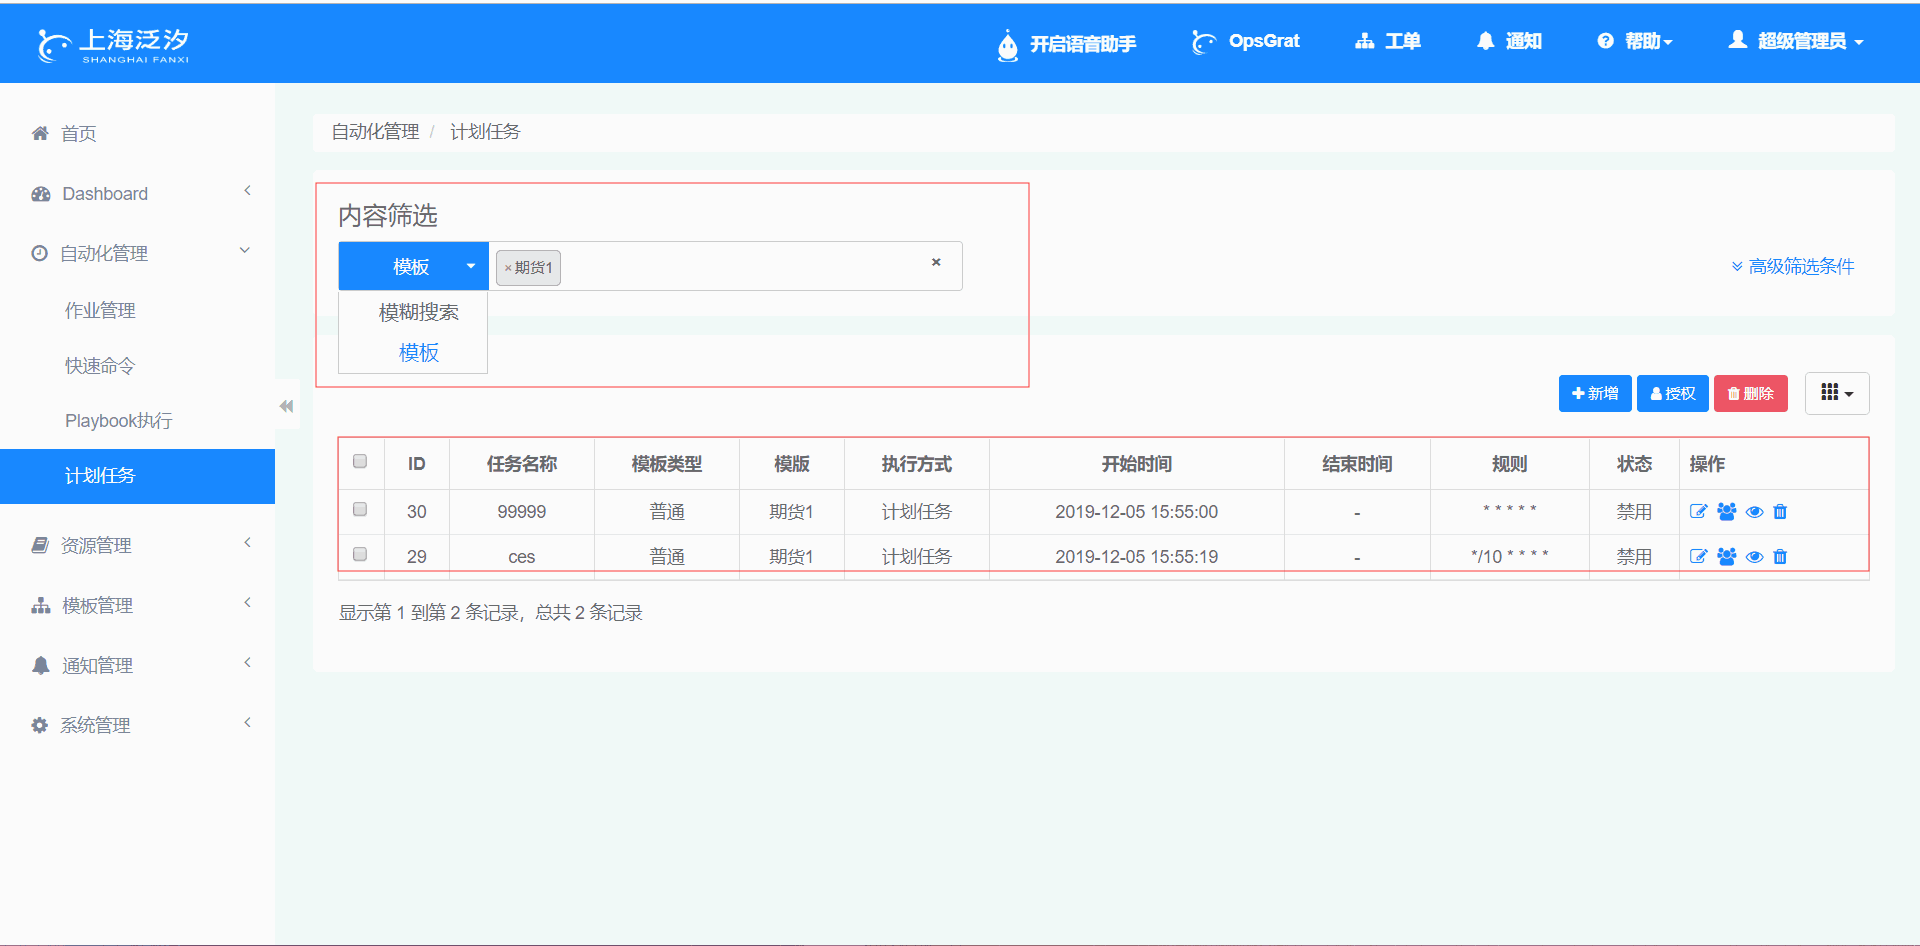 上海泛汐
SHANGHAI FANXI
开启语音助手
OpsGrat
工单
通知
帮助
超级管理员
首页
Dashboard
自动化管理
作业管理
快速命令
Playbook执行
计划任务
资源管理
模板管理
通知管理
系统管理
自动化管理 / 计划任务
内容筛选
模板 ×期货1 ×
模糊搜索
模板
高级筛选条件
新增 授权 删除
ID 任务名称 模板类型 模版 执行方式 开始时间 结束时间 规则 状态 操作
30 99999 普通 期货1 计划任务 2019-12-05 15:55:00 - * * * * * 禁用
29 ces 普通 期货1 计划任务 2019-12-05 15:55:19 - */10 * * * * 禁用
显示第 1 到第 2 条记录，总共 2 条记录